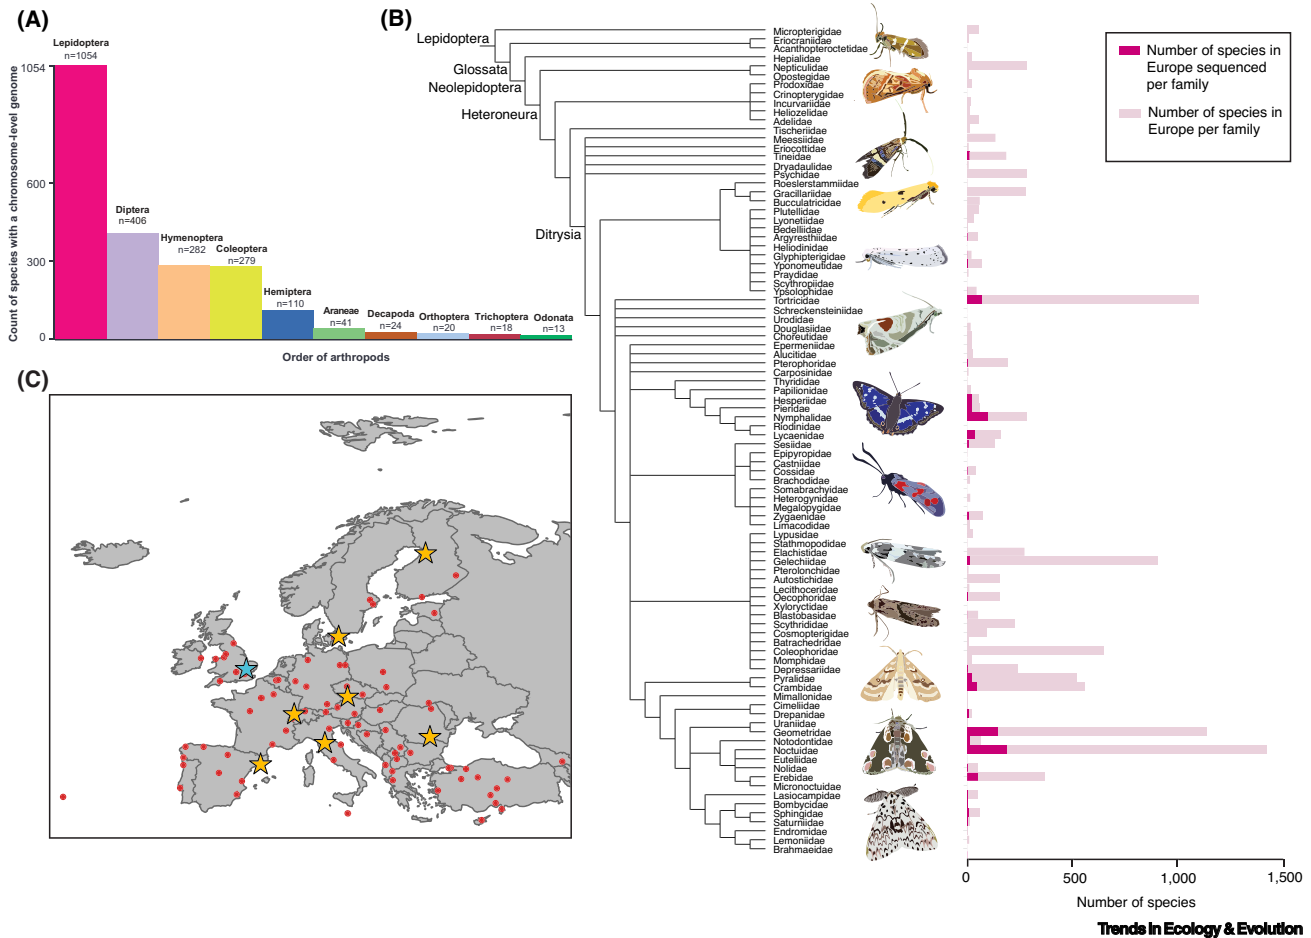 (A)
Lepidoptera
n=1054
1054
600
300
0
Count of species with a chromosome-level genome
Diptera
n=406
Hymenoptera
n=282
Coleoptera
n=279
Hemiptera
n=110
Araneae
n=41
Decapoda
n=24
Orthoptera
n=20
Trichoptera
n=18
Odonata
n=13
Order of arthropods
(B)
Lepidoptera
Glossata
Neolepidoptera
Heteroneura
Ditrysia
Micropterigidae
Eriocraniidae
Acanthopteroctetidae
Hepialidae
Nepticulidae
Opostegidae
Prodoxidae
Crinopterygidae
Incurvariidae
Heliozelidae
Adelidae
Tischeriidae
Meessiidae
Eriocottidae
Tineidae
Dryadaulidae
Psychidae
Roeslerstammiidae
Gracillariidae
Bucculatricidae
Plutellidae
Lyonetiidae
Bedelliidae
Argyresthiidae
Heliodinidae
Glyphipterigidae
Yponomeutidae
Praydidae
Scythropiidae
Ypsolophidae
Tortricidae
Schreckensteiniidae
Urodidae
Douglasiidae
Choreutidae
Epermeniidae
Alucitidae
Pterophoridae
Carposinidae
Thyrididae
Papilionidae
Hesperiidae
Pieridae
Nymphalidae
Riodinidae
Lycaenidae
Sesiidae
Epipyropidae
Castniidae
Cossidae
Brachodidae
Somabrachyidae
Heterogynidae
Megalopygidae
Zygaenidae
Limacodidae
Lypusidae
Stathmopodidae
Elachistidae
Gelechiidae
Pterolonchidae
Autostichidae
Lecithoceridae
Oecophoridae
Xyloryctidae
Blastobasidae
Scythrididae
Cosmopterigidae
Batrachedridae
Coleophoridae
Momphidae
Depressariidae
Pyralidae
Crambidae
Mimallonidae
Cimeliidae
Drepanidae
Uraniidae
Geometridae
Notodontidae
Noctuidae
Euteliidae
Nolidae
Erebidae
Micronoctuidae
Lasiocampidae
Bombycidae
Sphingidae
Saturniidae
Endromidae
Lemoniidae
Brahmaeidae
Number of species in
Europe sequenced
per family
Number of species in
Europe per family
0
500
1,000
1,500
Number of species
(C)
Trends in Ecology & Evolution